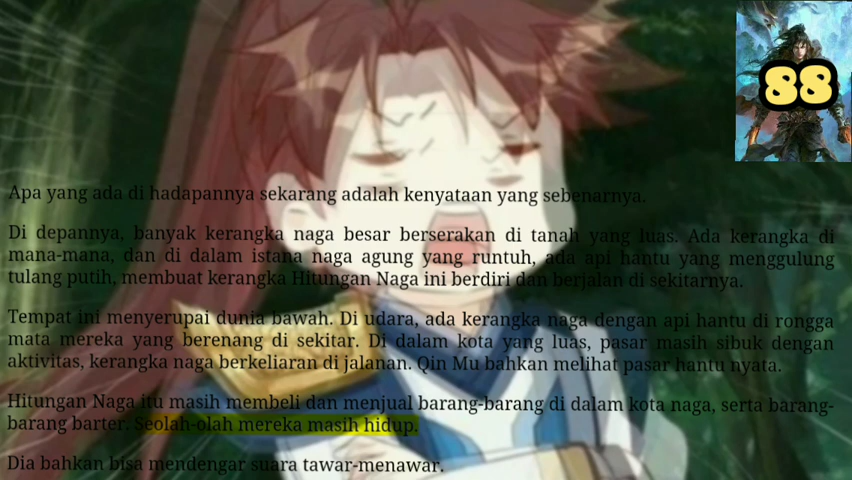 88
Apa yang ada di hadapannya sekarang adalah kenyataan yang sebenarnya.
Di depannya, banyak kerangka naga besar berserakan di tanah yang luas. Ada kerangka di
mana-mana, dan di dalam istana naga agung yang runtuh, ada api hantu yang menggulung
tulang putih, membuat kerangka Hitungan Naga ini berdiri dan berjalan di sekitarnya.
Tempat ini menyerupai dunia bawah. Di udara, ada kerangka naga dengan api hantu di rongga
mata mereka yang berenang di sekitar. Di dalam kota yang luas, pasar masih sibuk dengan
aktivitas, kerangka naga berkeliaran di jalanan. Qin Mu bahkan melihat pasar hantu nyata.
Hitungan Naga itu masih membeli dan menjual barang-barang di dalam kota naga, serta barang-
barang barter. Seolah-olah mereka masih hidup.
Dia bahkan bisa mendengar suara tawar-menawar.